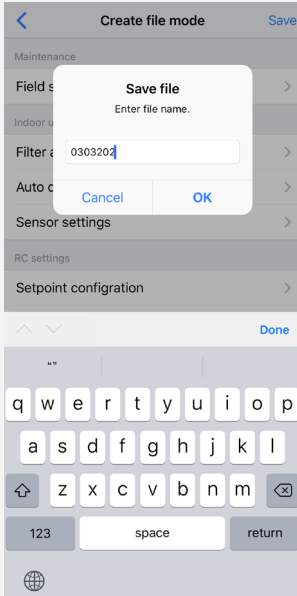 Create file mode
Save
Maintenance
Field s
Save file
Enter file name.
Indoor u
Filter a
0303202
Auto d
Cancel
OK
Sensor settings
RC settings
Setpoint configration
Done
“”
q w e r t y u i o p
a s d f g h j k l
z x c v b n m
123
space
return